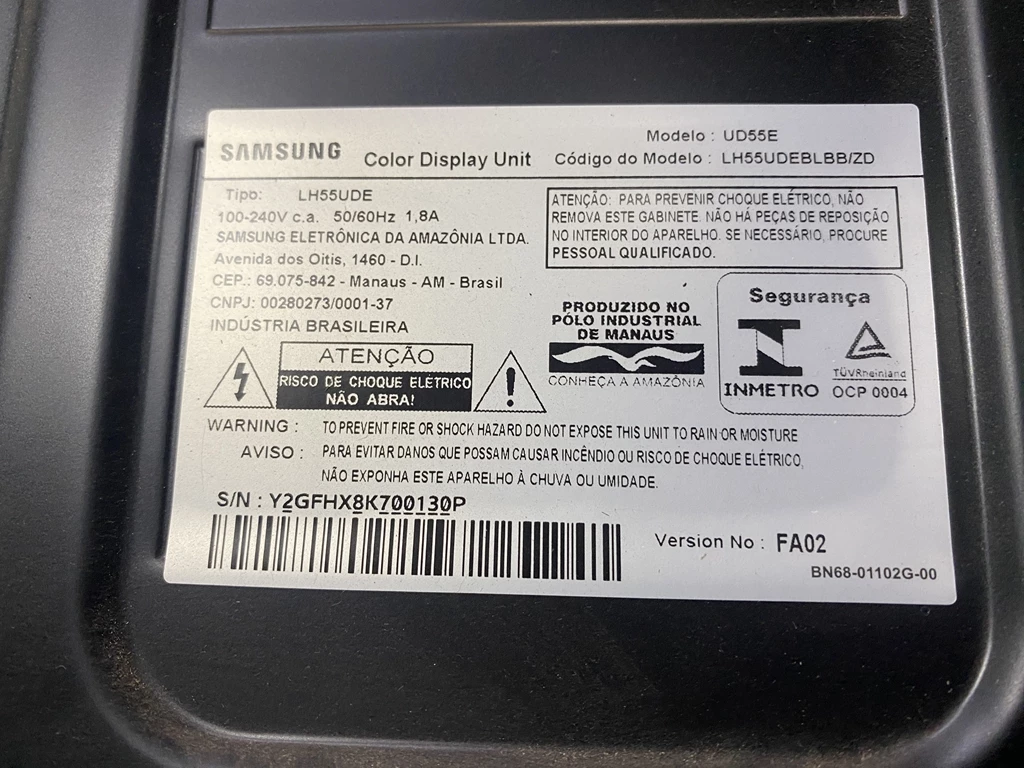 SAMSUNG Color Display Unit
Modelo : UD55E
Código do Modelo : LH55UDEBLBB/ZD
Tipo: LH55UDE
100-240V c.a. 50/60Hz 1,8A
SAMSUNG ELETRÔNICA DA AMAZÔNIA LTDA.
Avenida dos Oitis, 1460 - D.I.
CEP.: 69.075-842 - Manaus - AM - Brasil
CNPJ: 00280273/0001-37
INDÚSTRIA BRASILEIRA
ATENÇÃO: PARA PREVENIR CHOQUE ELÉTRICO, NÃO
REMOVA ESTE GABINETE. NÃO HÁ PEÇAS DE REPOSIÇÃO
NO INTERIOR DO APARELHO. SE NECESSÁRIO, PROCURE
PESSOAL QUALIFICADO.
ATENÇÃO
RISCO DE CHOQUE ELÉTRICO
NÃO ABRA!
PRODUZIDO NO
PÓLO INDUSTRIAL
DE MANAUS
CONHEÇA A AMAZÔNIA
Segurança
INMETRO
TÜVRheinland
OCP 0004
WARNING : TO PREVENT FIRE OR SHOCK HAZARD DO NOT EXPOSE THIS UNIT TO RAIN OR MOISTURE
AVISO : PARA EVITAR DANOS QUE POSSAM CAUSAR INCÊNDIO OU RISCO DE CHOQUE ELÉTRICO,
NÃO EXPONHA ESTE APARELHO À CHUVA OU UMIDADE.
S/N : Y2GFHX8K700130P
Version No : FA02
BN68-01102G-00